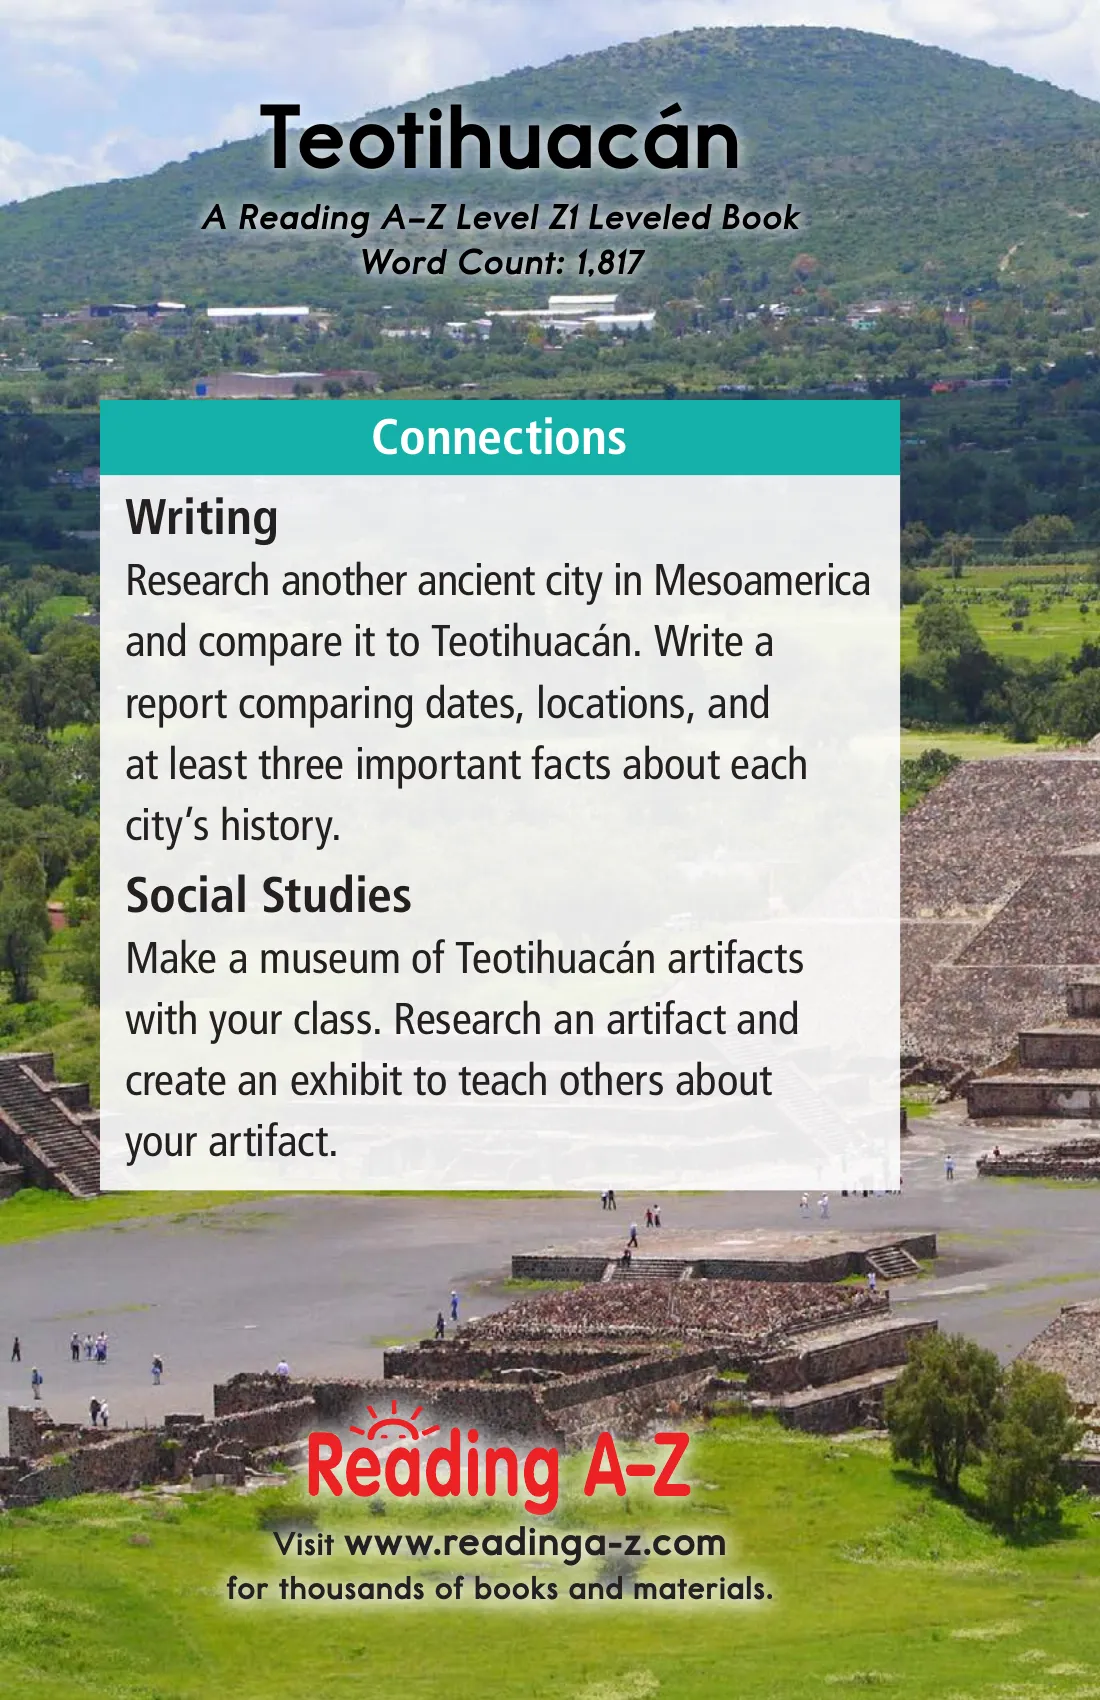 Teotihuacán
A Reading A–Z Level Z1 Leveled Book
Word Count: 1,817
Connections
Writing
Research another ancient city in Mesoamerica
and compare it to Teotihuacán. Write a
report comparing dates, locations, and
at least three important facts about each
city’s history.
Social Studies
Make a museum of Teotihuacán artifacts
with your class. Research an artifact and
create an exhibit to teach others about
your artifact.
Reading A–Z
Visit www.readinga-z.com
for thousands of books and materials.